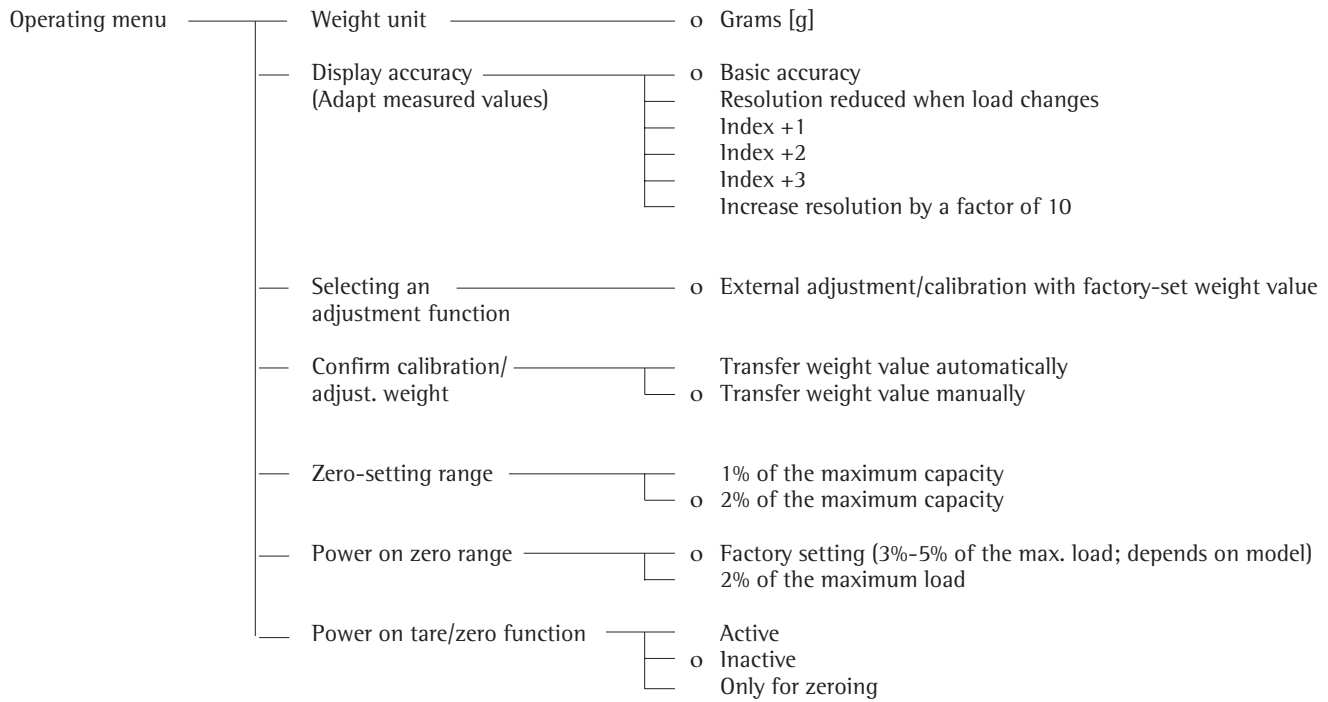 Operating menu Weight unit o Grams [g]
Display accuracy o Basic accuracy
(Adapt measured values) Resolution reduced when load changes
Index +1
Index +2
Index +3
Increase resolution by a factor of 10
Selecting an o External adjustment/calibration with factory-set weight value
adjustment function
Confirm calibration/ Transfer weight value automatically
adjust. weight o Transfer weight value manually
Zero-setting range 1% of the maximum capacity
o 2% of the maximum capacity
Power on zero range o Factory setting (3%-5% of the max. load; depends on model)
2% of the maximum load
Power on tare/zero function Active
o Inactive
Only for zeroing